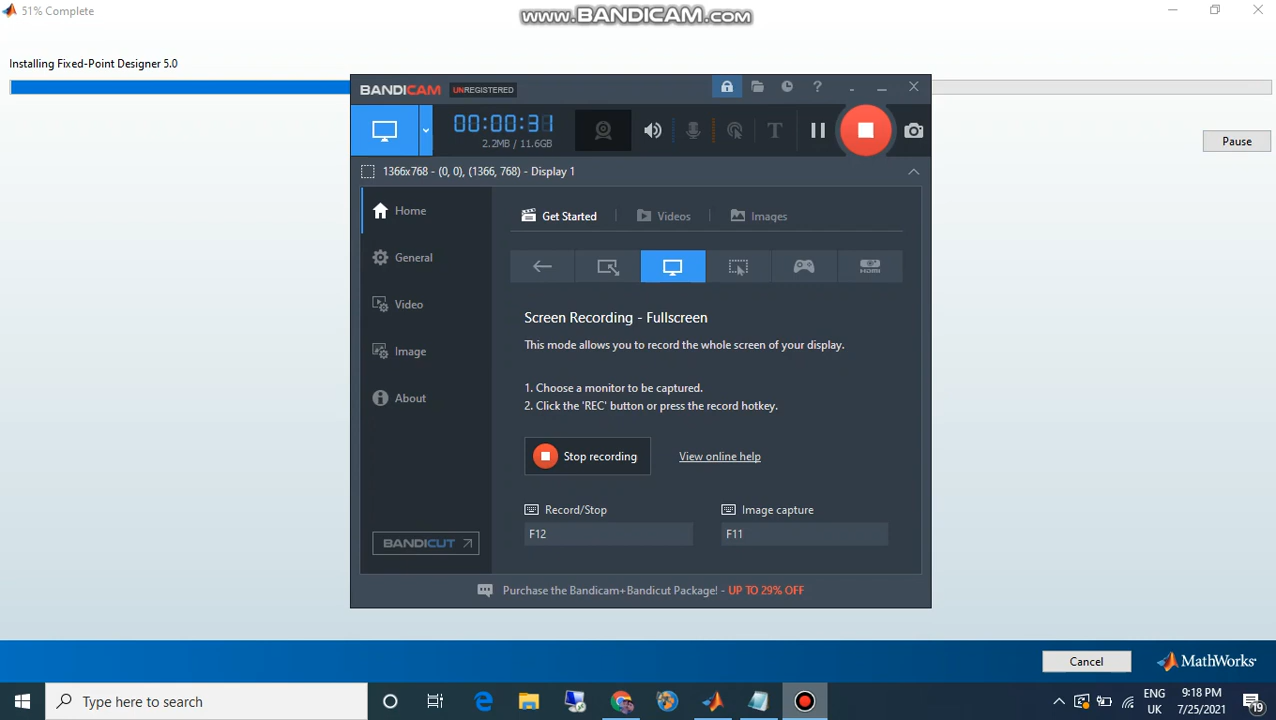 51% Complete
www.BANDICAM.com
Installing Fixed-Point Designer 5.0
BANDICAM UNREGISTERED
00:00:31
2.2MB / 11.6GB
Pause
1366x768 - (0, 0), (1366, 768) - Display 1
Home
General
Video
Image
About
BANDICUT
Get Started
Videos
Images
HDMI
Screen Recording - Fullscreen
This mode allows you to record the whole screen of your display.
1. Choose a monitor to be captured.
2. Click the 'REC' button or press the record hotkey.
Stop recording
View online help
Record/Stop
Image capture
F12
F11
Purchase the Bandicam+Bandicut Package! - UP TO 29% OFF
Cancel
MathWorks
Type here to search
ENG
UK
9:18 PM
7/25/2021
19